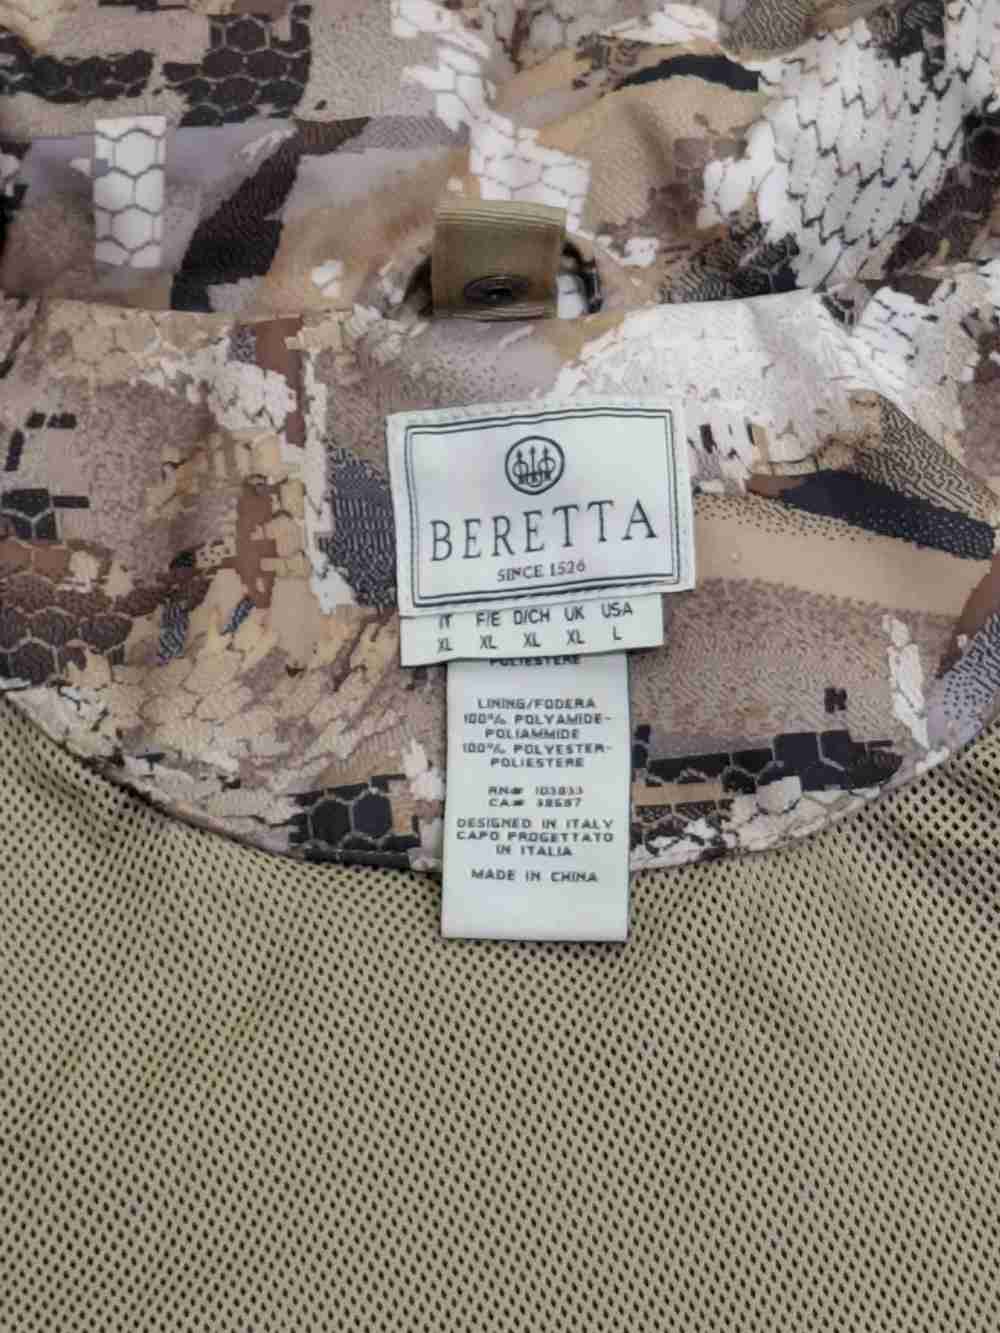 BERETTA
SINCE 1526
IT F/E D/CH UK USA
XL XL XL XL L
POLIESTERE
LINING/FODERA
100% POLYAMIDE-
POLIAMMIDE
100% POLYESTER-
POLIESTERE
RN# 103833
CA# 38687
DESIGNED IN ITALY
CAPO PROGETTATO
IN ITALIA
MADE IN CHINA